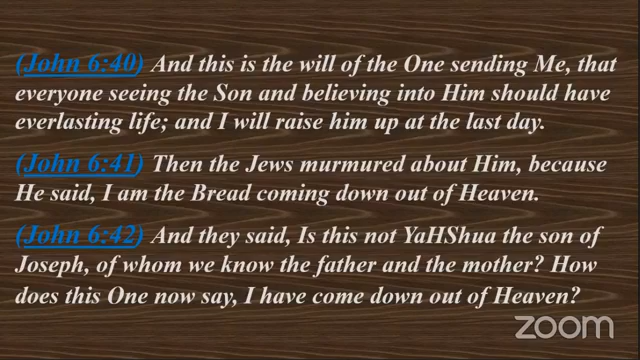 (John 6:40) And this is the will of the One sending Me, that
everyone seeing the Son and believing into Him should have
everlasting life; and I will raise him up at the last day.
(John 6:41) Then the Jews murmured about Him, because
He said, I am the Bread coming down out of Heaven.
(John 6:42) And they said, Is this not YaHShua the son of
Joseph, of whom we know the father and the mother? How
does this One now say, I have come down out of Heaven?
zoom